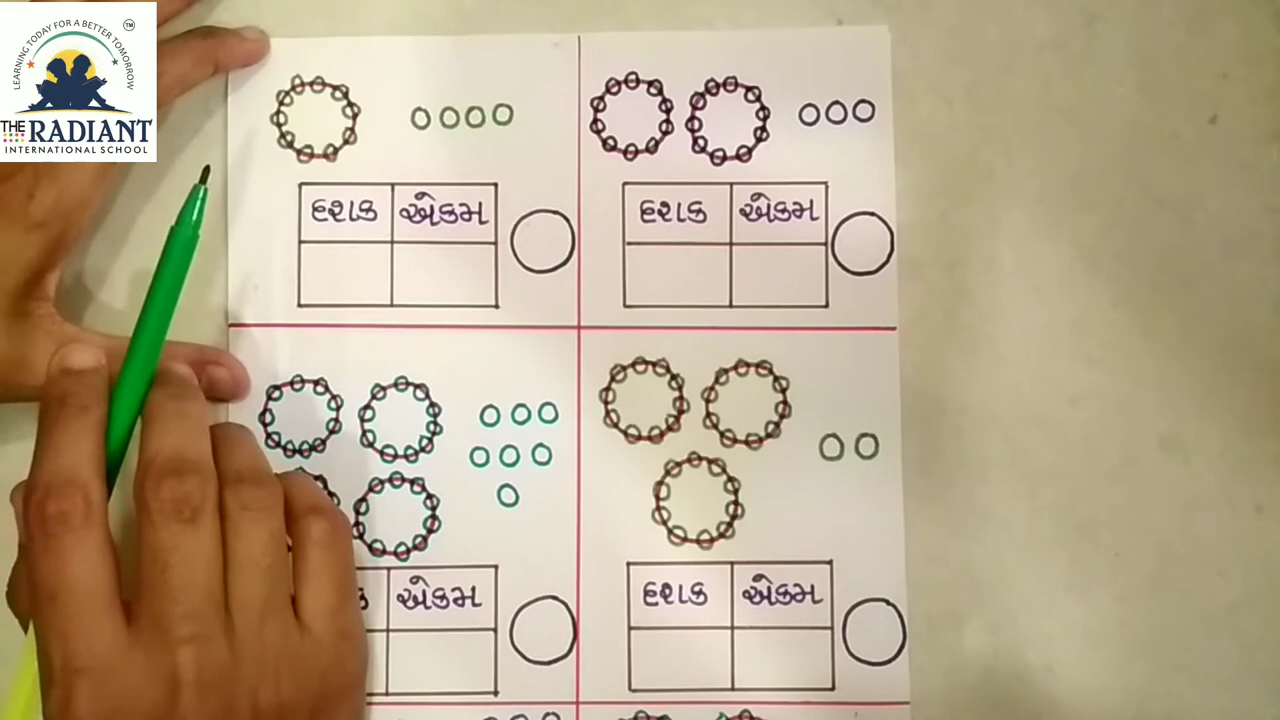 LEARNING TODAY FOR A BETTER TOMORROW
TM
THE RADIANT
INTERNATIONAL SCHOOL
દશક એકમ
દશક એકમ
એકમ
દશક એકમ